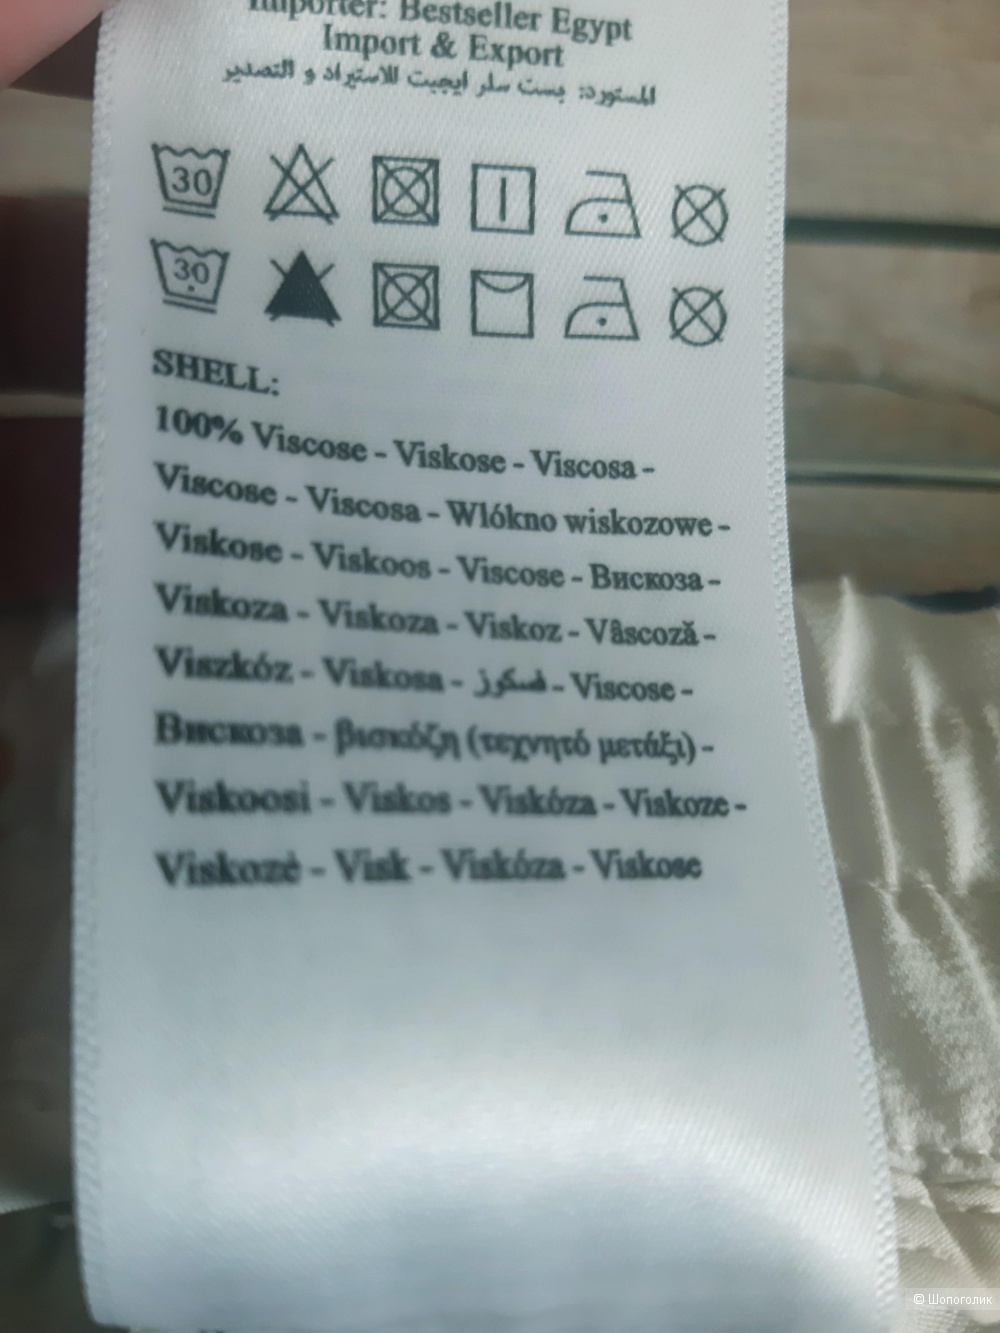 Importer: Bestseller Egypt
Import & Export
المستورد: بست سلر ايجيبت للاستيراد و التصدير
30
30
SHELL:
100% Viscose - Viskose - Viscosa -
Viscose - Viscosa - Wlókno wiskozowe -
Viskose - Viskoos - Viscose - Вискоза -
Viskoza - Viskoza - Viskoz - Vâscoză -
Viszkóz - Viskosa - فسكوز - Viscose -
Вискоза - βισκόζη (τεχνητό μετάξι) -
Viskoosi - Viskos - Viskóza - Viskoze -
Viskozė - Visk - Viskóza - Viskose
© Шопоголик